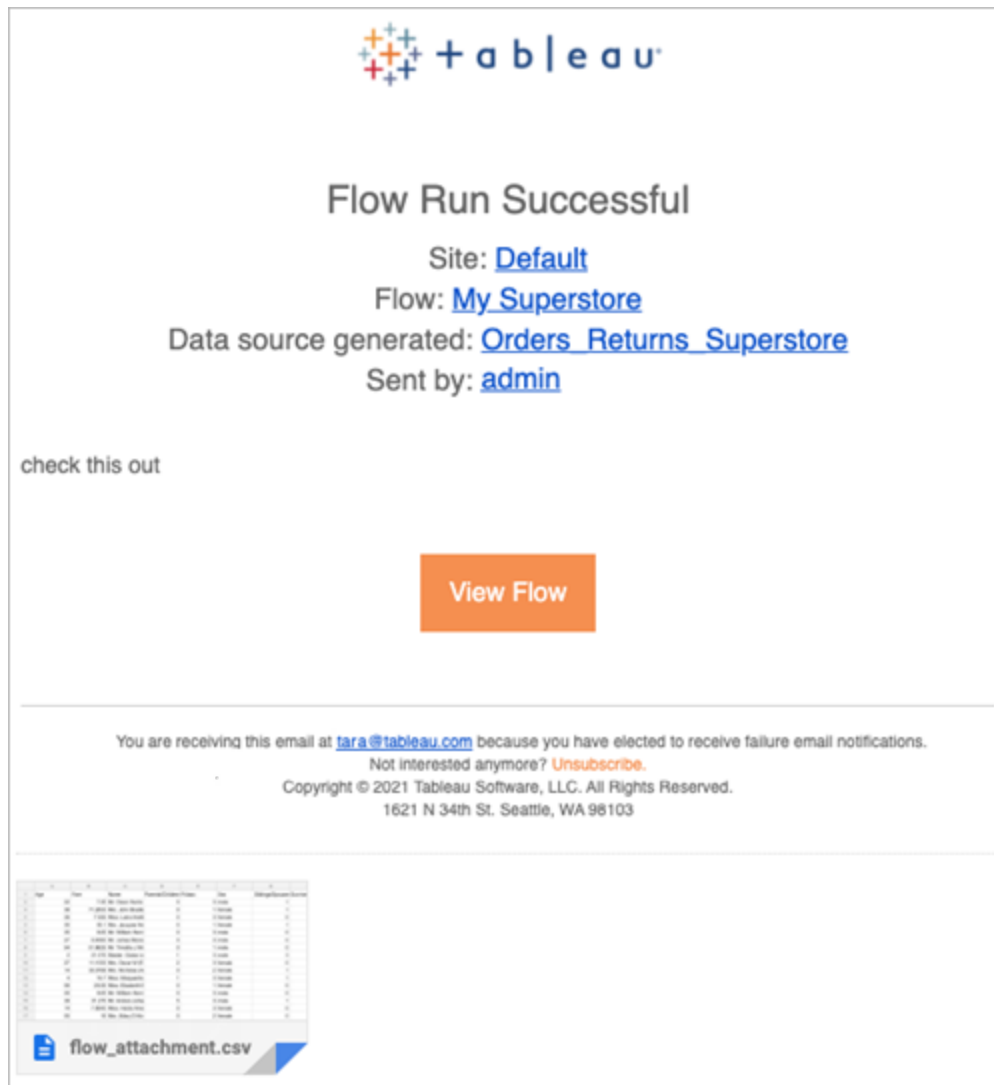 tableau
Flow Run Successful
Site: Default
Flow: My Superstore
Data source generated: Orders_Returns_Superstore
Sent by: admin
check this out
View Flow
You are receiving this email at tara@tableau.com because you have elected to receive failure email notifications.
Not interested anymore? Unsubscribe.
Copyright © 2021 Tableau Software, LLC. All Rights Reserved.
1621 N 34th St. Seattle, WA 98103
flow_attachment.csv